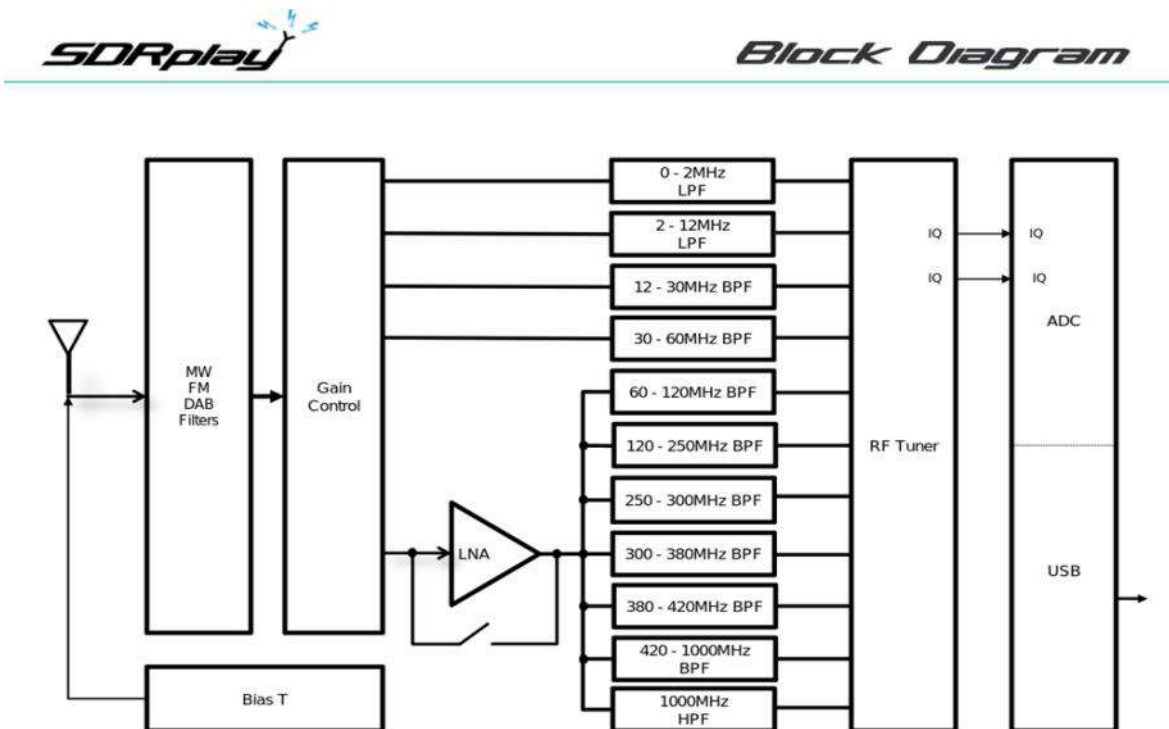 SDRplay
Block Diagram
MW
FM
DAB
Filters
Gain
Control
Bias T
LNA
0 - 2MHz
LPF
2 - 12MHz
LPF
12 - 30MHz BPF
30 - 60MHz BPF
60 - 120MHz BPF
120 - 250MHz BPF
250 - 300MHz BPF
300 - 380MHz BPF
380 - 420MHz BPF
420 - 1000MHz
BPF
1000MHz
HPF
RF Tuner
IQ
IQ
IQ
IQ
ADC
USB